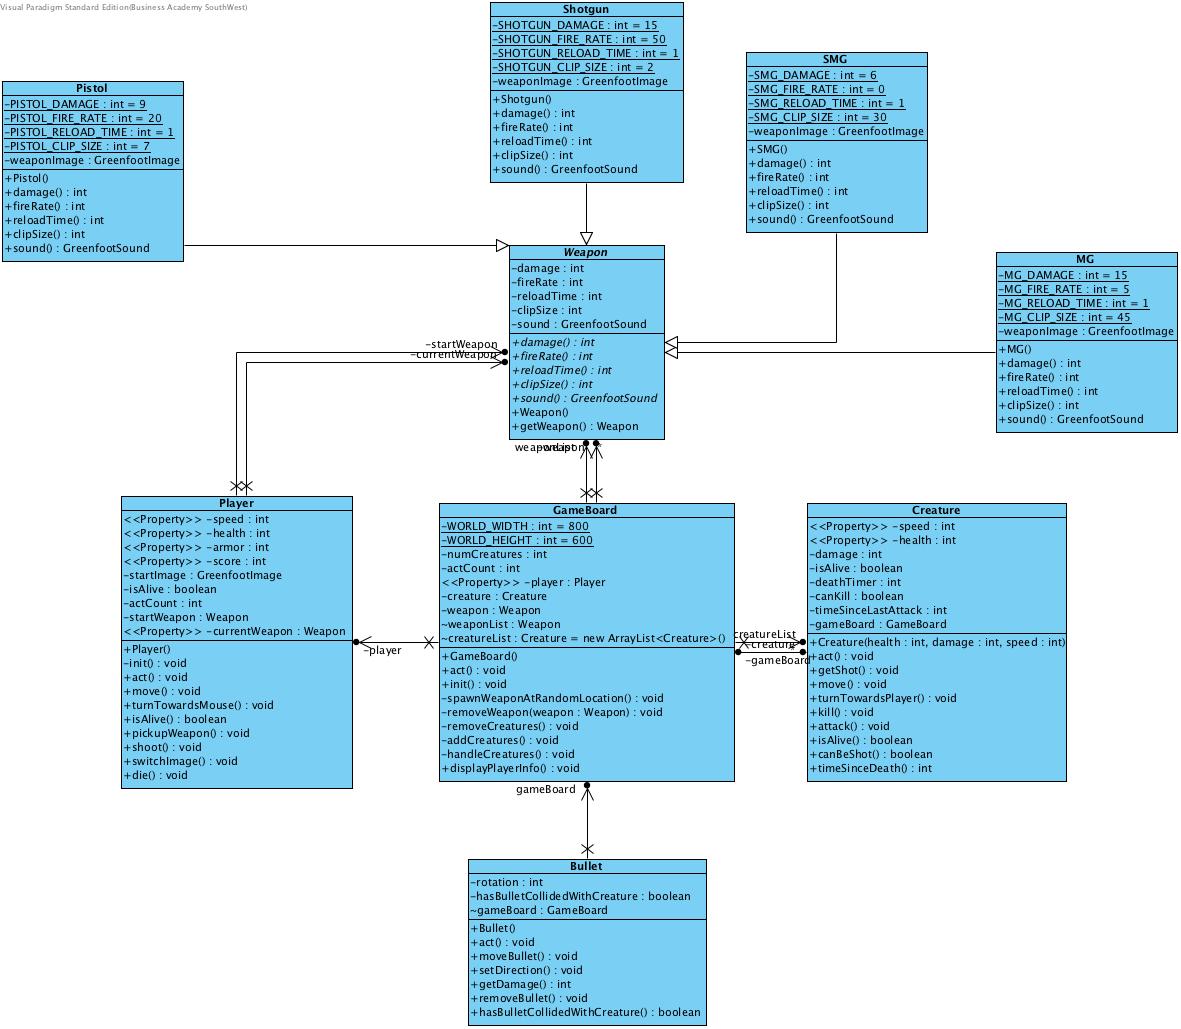 Visual Paradigm Standard Edition(Business Academy SouthWest)
Shotgun
-SHOTGUN_DAMAGE : int = 15
-SHOTGUN_FIRE_RATE : int = 50
-SHOTGUN_RELOAD_TIME : int = 1
-SHOTGUN_CLIP_SIZE : int = 2
-weaponImage : GreenfootImage
+Shotgun()
+damage() : int
+fireRate() : int
+reloadTime() : int
+clipSize() : int
+sound() : GreenfootSound
SMG
-SMG_DAMAGE : int = 6
-SMG_FIRE_RATE : int = 0
-SMG_RELOAD_TIME : int = 1
-SMG_CLIP_SIZE : int = 30
-weaponImage : GreenfootImage
+SMG()
+damage() : int
+fireRate() : int
+reloadTime() : int
+clipSize() : int
+sound() : GreenfootSound
Pistol
-PISTOL_DAMAGE : int = 9
-PISTOL_FIRE_RATE : int = 20
-PISTOL_RELOAD_TIME : int = 1
-PISTOL_CLIP_SIZE : int = 7
-weaponImage : GreenfootImage
+Pistol()
+damage() : int
+fireRate() : int
+reloadTime() : int
+clipSize() : int
+sound() : GreenfootSound
Weapon
-damage : int
-fireRate : int
-reloadTime : int
-clipSize : int
-sound : GreenfootSound
+damage() : int
+fireRate() : int
+reloadTime() : int
+clipSize() : int
+sound() : GreenfootSound
+Weapon()
+getWeapon() : Weapon
MG
-MG_DAMAGE : int = 15
-MG_FIRE_RATE : int = 5
-MG_RELOAD_TIME : int = 1
-MG_CLIP_SIZE : int = 45
-weaponImage : GreenfootImage
+MG()
+damage() : int
+fireRate() : int
+reloadTime() : int
+clipSize() : int
+sound() : GreenfootSound
-startWeapon
-currentWeapon
Player
<<Property>> -speed : int
<<Property>> -health : int
<<Property>> -armor : int
<<Property>> -score : int
-startImage : GreenfootImage
-isAlive : boolean
-actCount : int
-startWeapon : Weapon
<<Property>> -currentWeapon : Weapon
+Player()
-init() : void
+act() : void
+move() : void
+turnTowardsMouse() : void
+isAlive() : boolean
+pickupWeapon() : void
+shoot() : void
+switchImage() : void
+die() : void
-player
GameBoard
-WORLD_WIDTH : int = 800
-WORLD_HEIGHT : int = 600
-numCreatures : int
-actCount : int
<<Property>> -player : Player
-creature : Creature
-weapon : Weapon
~weaponList : Weapon
~creatureList : Creature = new ArrayList<Creature>()
+GameBoard()
+act() : void
+init() : void
-spawnWeaponAtRandomLocation() : void
-removeWeapon(weapon : Weapon) : void
-removeCreatures() : void
-addCreatures() : void
-handleCreatures() : void
+displayPlayerInfo() : void
creatureList
-creature
-gameBoard
Creature
<<Property>> -speed : int
<<Property>> -health : int
-damage : int
-isAlive : boolean
-deathTimer : int
-canKill : boolean
-timeSinceLastAttack : int
-gameBoard : GameBoard
+Creature(health : int, damage : int, speed : int)
+act() : void
+getShot() : void
+move() : void
+turnTowardsPlayer() : void
+kill() : void
+attack() : void
+isAlive() : boolean
+canBeShot() : boolean
+timeSinceDeath() : int
gameBoard
Bullet
-rotation : int
-hasBulletCollidedWithCreature : boolean
~gameBoard : GameBoard
+Bullet()
+act() : void
+moveBullet() : void
+setDirection() : void
+getDamage() : int
+removeBullet() : void
+hasBulletCollidedWithCreature() : boolean